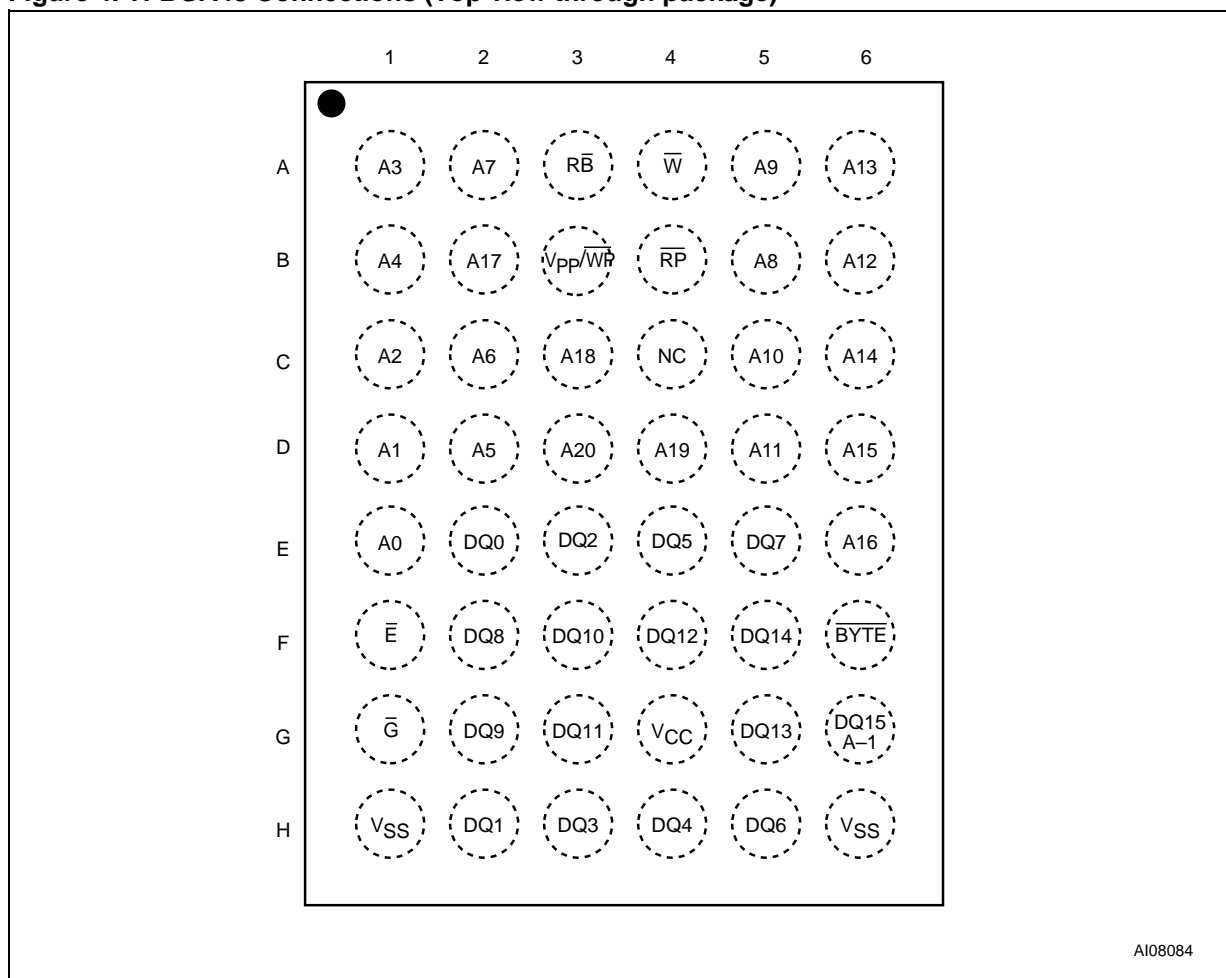 Figure 4. TFBGA48 Connections (Top view through package)
1 2 3 4 5 6
A A3 A7 RB̅ W̅ A9 A13
B A4 A17 VPP/W̅P̅ R̅P̅ A8 A12
C A2 A6 A18 NC A10 A14
D A1 A5 A20 A19 A11 A15
E A0 DQ0 DQ2 DQ5 DQ7 A16
F E̅ DQ8 DQ10 DQ12 DQ14 B̅Y̅T̅E̅
G G̅ DQ9 DQ11 VCC DQ13 DQ15
A–1
H VSS DQ1 DQ3 DQ4 DQ6 VSS
AI08084